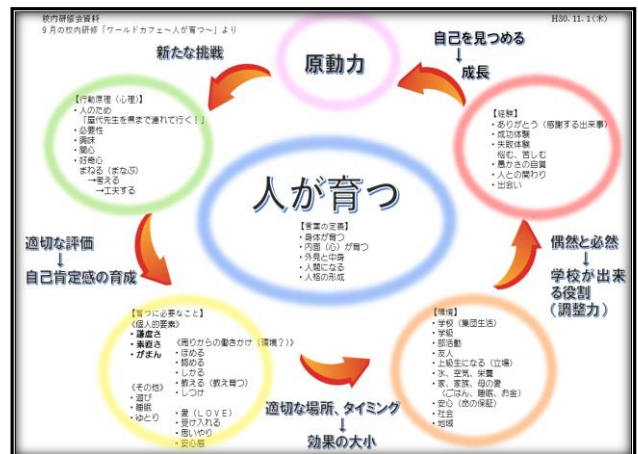 校内研修会資料
9月の校内研修「ワールドカフェ～人が育つ～」より
H30.11.1(木)
原動力
新たな挑戦
自己を見つめる
↓
成長
【行動原理（心理）】
・人のため
「屋代先生を県まで連れて行く！」
・必要性
・興味
・関心
・好奇心
まねる（まなぶ）
→考える
→工夫する
【経験】
・ありがとう（感謝する出来事）
・成功体験
・失敗体験
悩む、苦しむ
・愚かさの自覚
・人との関わり
・出会い
人が育つ
【言葉の定義】
・身体が育つ
・内面（心）が育つ
・外見と中身
・人間になる
・人格の形成
適切な評価
↓
自己肯定感の育成
偶然と必然
↓
学校が出来る役割
（調整力）
【育つに必要なこと】
《個人的要素》
・謙虚さ
・素直さ
・がまん
《その他》
・遊び
・睡眠
・ゆとり
《周りからの働きかけ（環境？）》
・ほめる
・認める
・しかる
・教える（教え育つ）
・しつけ
・愛（LOVE）
・受け入れる
・思いやり
・安心感
適切な場所、タイミング
↓
効果の大小
【環境】
・学校（集団生活）
・学級
・部活動
・友人
・上級生になる（立場）
・水、空気、栄養
・家、家族、母の愛
（ごはん、睡眠、お金）
・安心（命の保証）
・社会
・地域